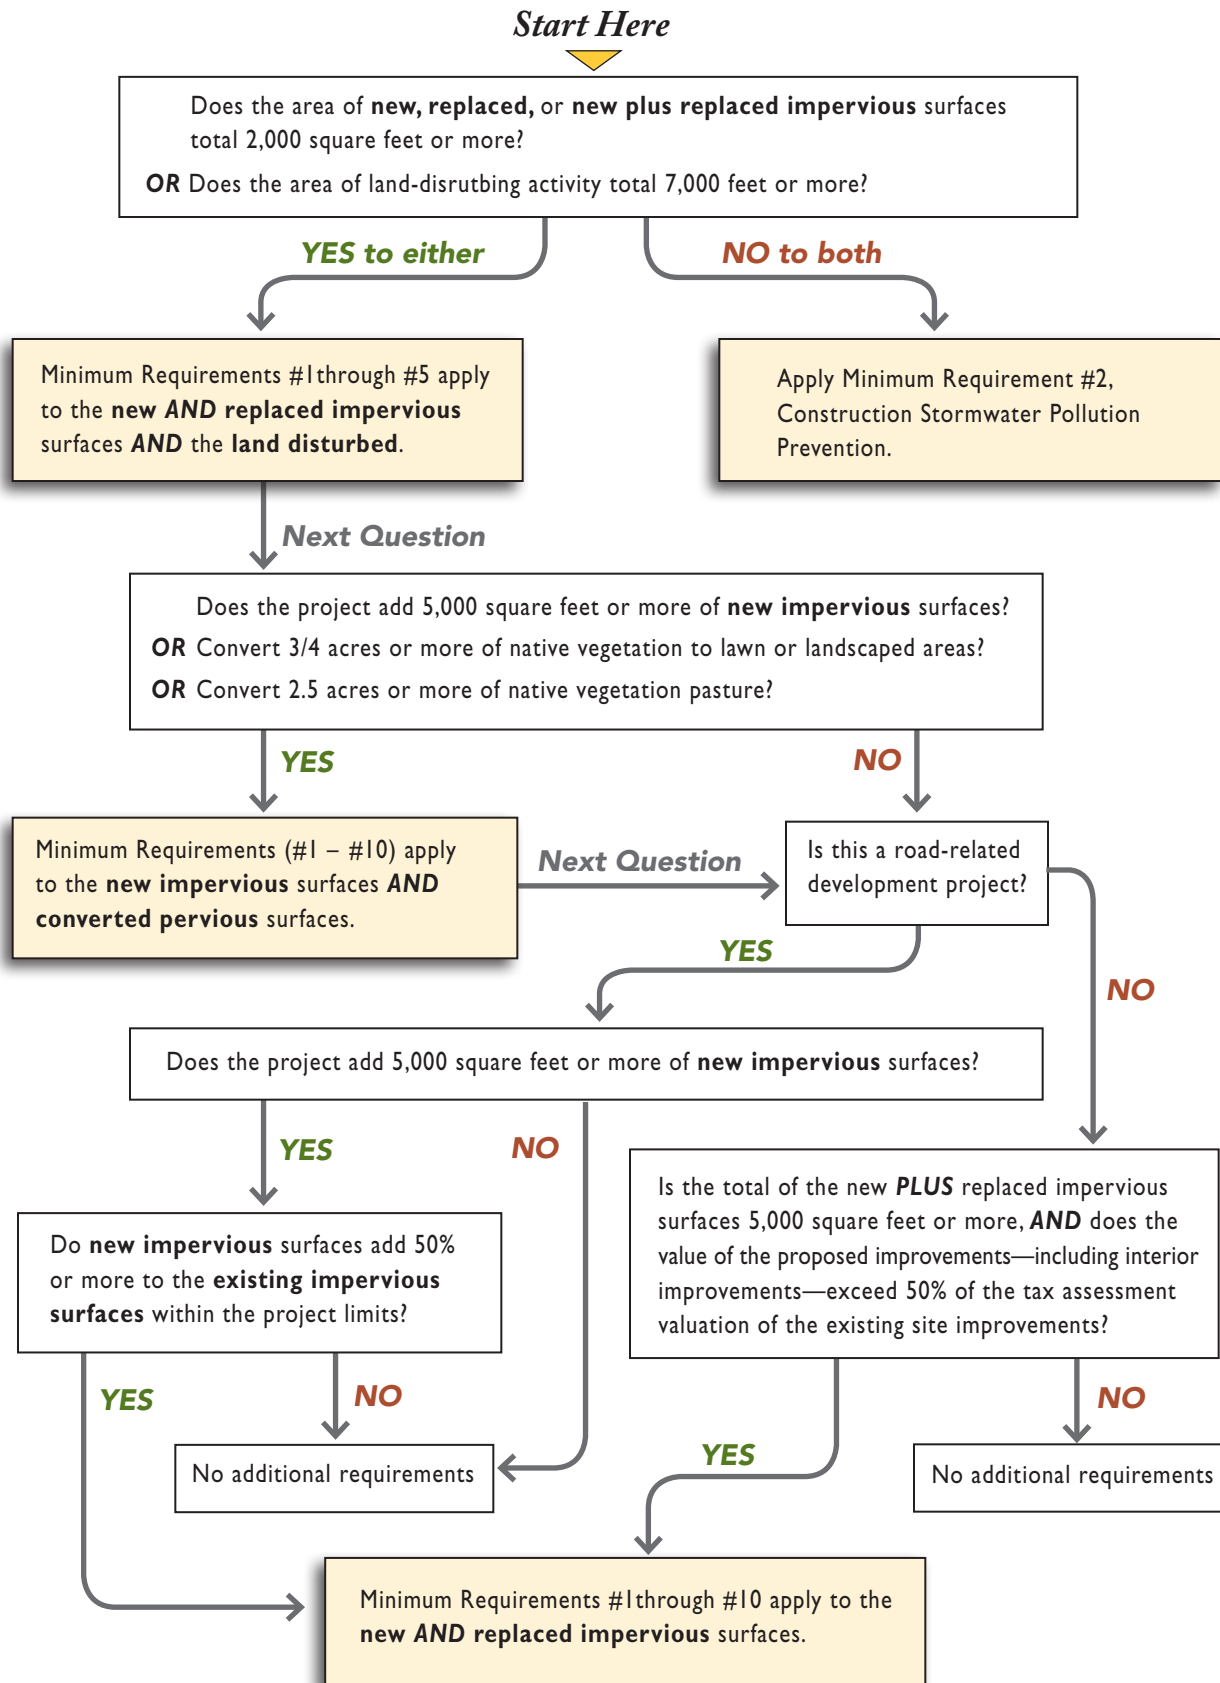 Start Here
Does the area of new, replaced, or new plus replaced impervious surfaces
total 2,000 square feet or more?
OR Does the area of land-disrutbing activity total 7,000 feet or more?
YES to either
NO to both
Minimum Requirements #1through #5 apply
to the new AND replaced impervious
surfaces AND the land disturbed.
Apply Minimum Requirement #2,
Construction Stormwater Pollution
Prevention.
Next Question
Does the project add 5,000 square feet or more of new impervious surfaces?
OR Convert 3/4 acres or more of native vegetation to lawn or landscaped areas?
OR Convert 2.5 acres or more of native vegetation pasture?
YES
NO
Minimum Requirements (#1 – #10) apply
to the new impervious surfaces AND
converted pervious surfaces.
Next Question
Is this a road-related
development project?
YES
NO
Does the project add 5,000 square feet or more of new impervious surfaces?
YES
NO
Do new impervious surfaces add 50%
or more to the existing impervious
surfaces within the project limits?
Is the total of the new PLUS replaced impervious
surfaces 5,000 square feet or more, AND does the
value of the proposed improvements—including interior
improvements—exceed 50% of the tax assessment
valuation of the existing site improvements?
YES
NO
YES
NO
No additional requirements
No additional requirements
Minimum Requirements #1through #10 apply to the
new AND replaced impervious surfaces.